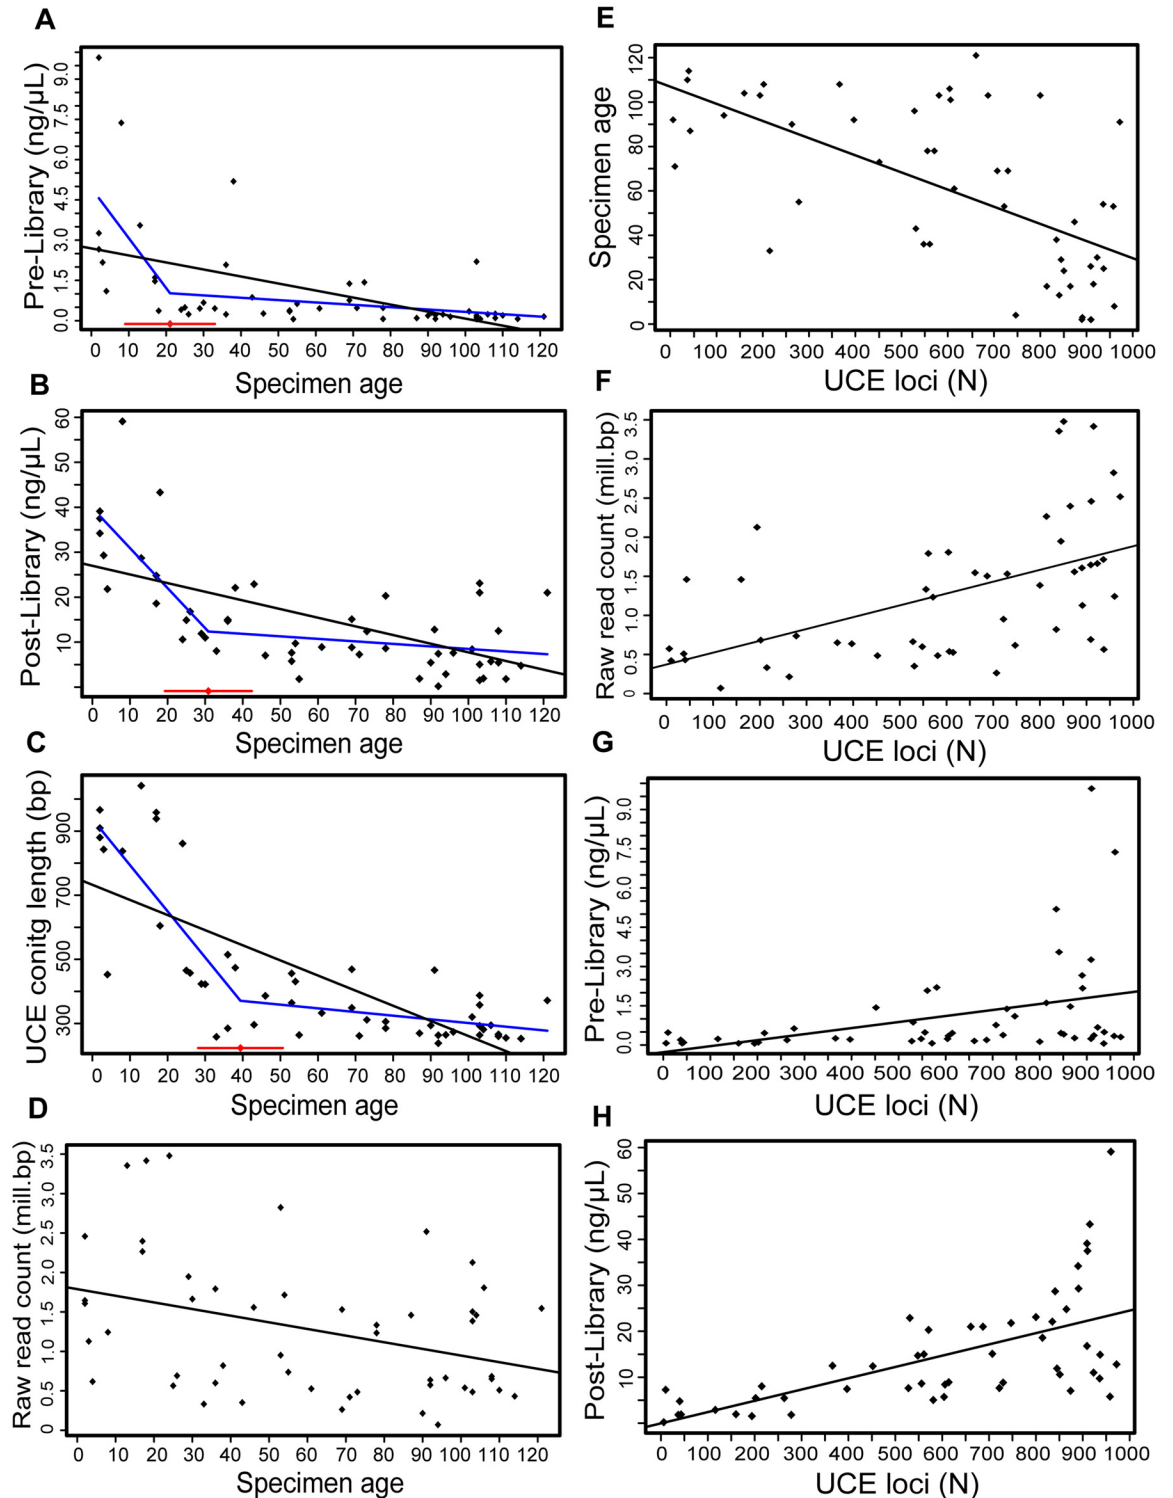 A
Pre-Library (ng/µL)
0.0 1.5 3.0 4.5 6.0 7.5 9.0
0 10 20 30 40 50 60 70 80 90 100 110 120
Specimen age
B
Post-Library (ng/µL)
10 20 30 40 50 60
0 10 20 30 40 50 60 70 80 90 100 110 120
Specimen age
C
UCE conitg length (bp)
300 500 700 900
0 10 20 30 40 50 60 70 80 90 100 110 120
Specimen age
D
Raw read count (mill.bp)
0 0.5 1.0 1.5 2.0 2.5 3.0 3.5
0 10 20 30 40 50 60 70 80 90 100 110 120
Specimen age
E
Specimen age
0 20 40 60 80 100 120
0 100 200 300 400 500 600 700 800 900 1000
UCE loci (N)
F
Raw read count (mill.bp)
0 0.5 1.0 1.5 2.0 2.5 3.0 3.5
0 100 200 300 400 500 600 700 800 900 1000
UCE loci (N)
G
Pre-Library (ng/µL)
0.0 1.5 3.0 4.5 6.0 7.5 9.0
0 100 200 300 400 500 600 700 800 900 1000
UCE loci (N)
H
Post-Library (ng/µL)
10 20 30 40 50 60
0 100 200 300 400 500 600 700 800 900 1000
UCE loci (N)